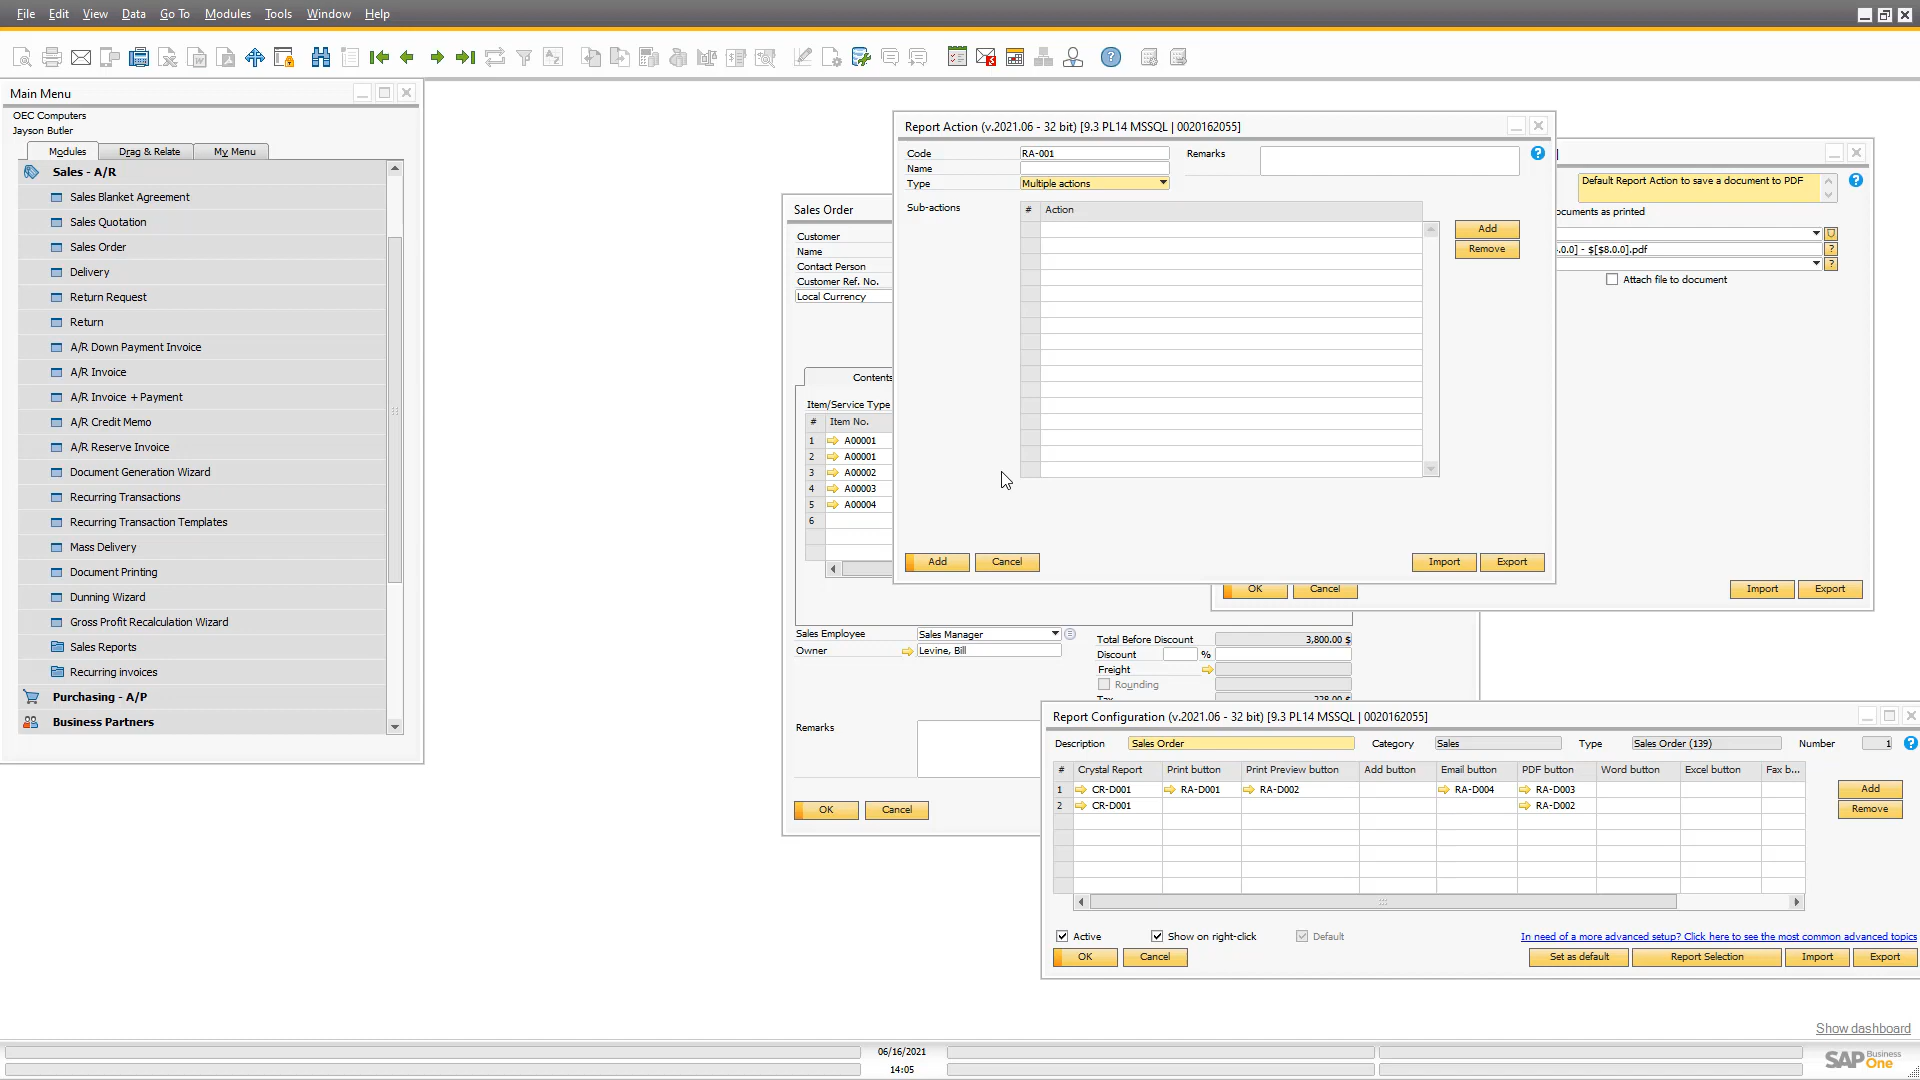 File Edit View Data Go To Modules Tools Window Help
Main Menu
OEC Computers
Jayson Butler
Modules Drag & Relate My Menu
Sales - A/R
Sales Blanket Agreement
Sales Quotation
Sales Order
Delivery
Return Request
Return
A/R Down Payment Invoice
A/R Invoice
A/R Invoice + Payment
A/R Credit Memo
A/R Reserve Invoice
Document Generation Wizard
Recurring Transactions
Recurring Transaction Templates
Mass Delivery
Document Printing
Dunning Wizard
Gross Profit Recalculation Wizard
Sales Reports
Recurring invoices
Purchasing - A/P
Business Partners
Report Action (v.2021.06 - 32 bit) [9.3 PL14 MSSQL | 0020162055]
Code RA-001 Remarks
Name
Type Multiple actions
Sub-actions # Action
Add
Remove
Add Cancel Import Export
Default Report Action to save a document to PDF
ocuments as printed
.0.0] - $[$8.0.0].pdf
Attach file to document
OK Cancel Import Export
Sales Order
Customer
Name
Contact Person
Customer Ref. No.
Local Currency
Contents
Item/Service Type
# Item No.
1 A00001
2 A00001
3 A00002
4 A00003
5 A00004
6
Sales Employee Sales Manager
Owner Levine, Bill
Total Before Discount 3,800.00 $
Discount %
Freight
Rounding
Tax 228.00 $
Remarks
OK Cancel
Report Configuration (v.2021.06 - 32 bit) [9.3 PL14 MSSQL | 0020162055]
Description Sales Order Category Sales Type Sales Order (139) Number 1
# Crystal Report Print button Print Preview button Add button Email button PDF button Word button Excel button Fax b...
1 CR-D001 RA-D001 RA-D002 RA-D004 RA-D003
2 CR-D001 RA-D002
Add
Remove
Active Show on right-click Default
In need of a more advanced setup? Click here to see the most common advanced topics
OK Cancel Set as default Report Selection Import Export
Show dashboard
06/16/2021
14:05
SAP Business One